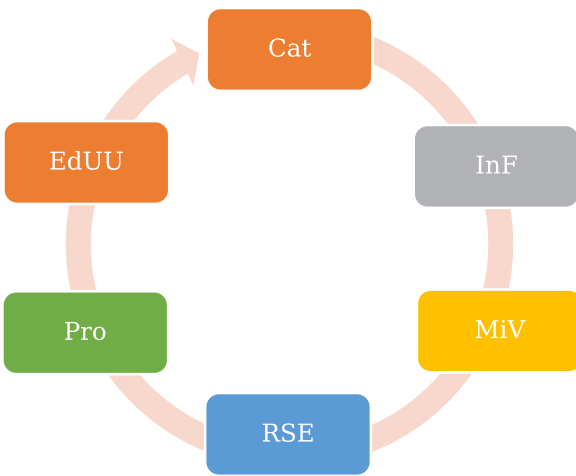 Cat
InF
MiV
RSE
Pro
EdUU